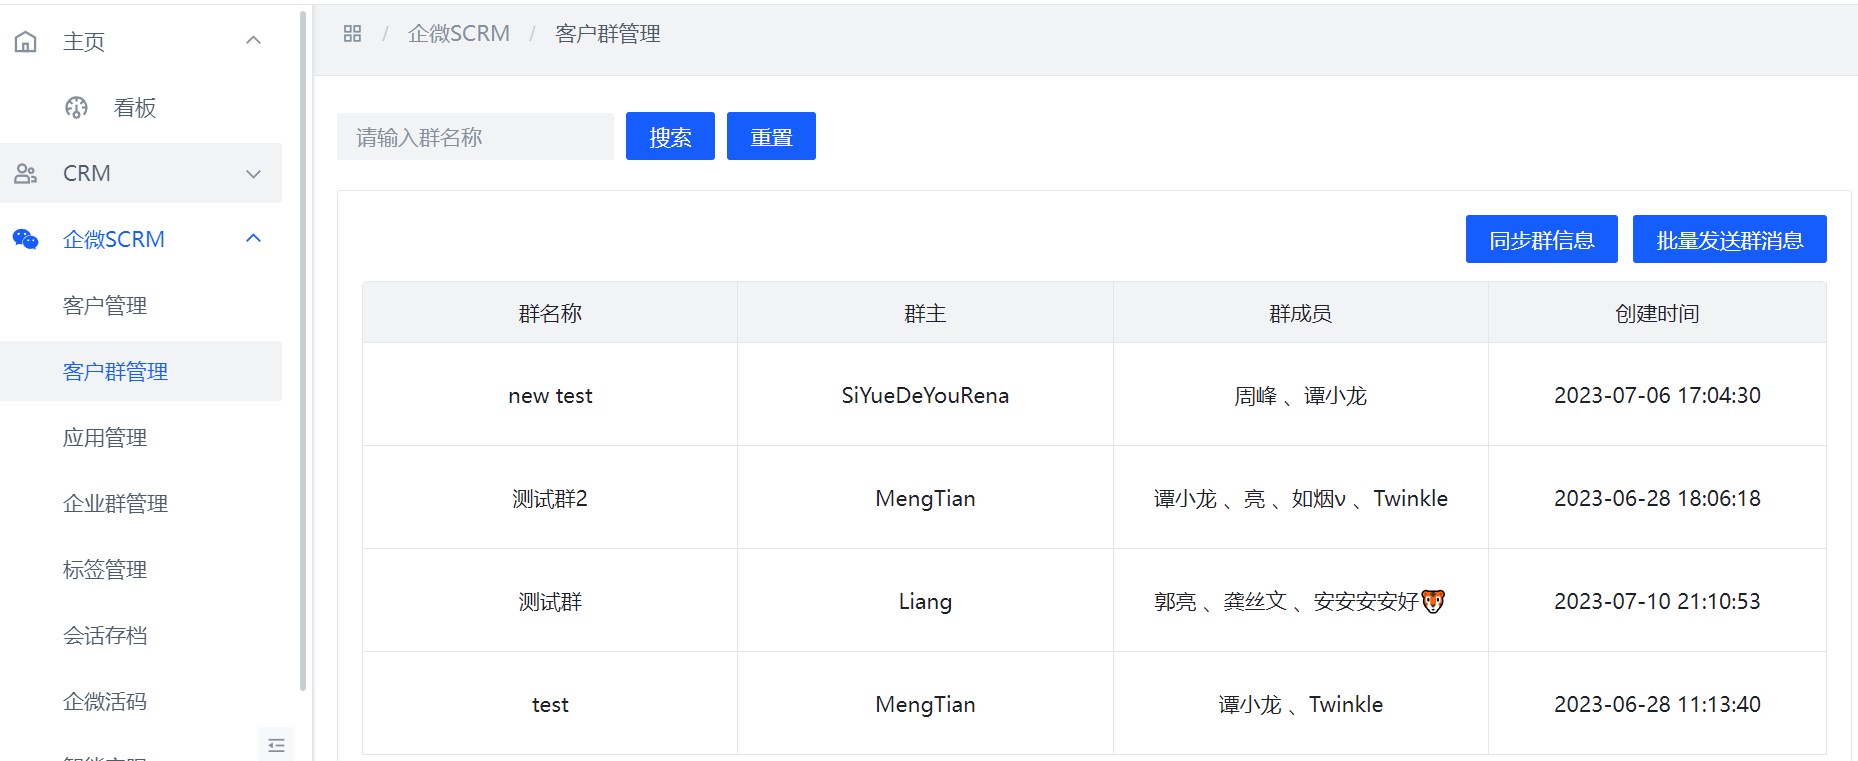 主页
看板
CRM
企微SCRM
客户管理
客户群管理
应用管理
企业群管理
标签管理
会话存档
企微活码
/ 企微SCRM / 客户群管理
请输入群名称 搜索 重置
同步群信息 批量发送群消息
群名称 群主 群成员 创建时间
new test SiYueDeYouRena 周峰 、谭小龙 2023-07-06 17:04:30
测试群2 MengTian 谭小龙 、亮 、如烟ν 、Twinkle 2023-06-28 18:06:18
测试群 Liang 郭亮 、龚丝文 、安安安安好🐯 2023-07-10 21:10:53
test MengTian 谭小龙 、Twinkle 2023-06-28 11:13:40